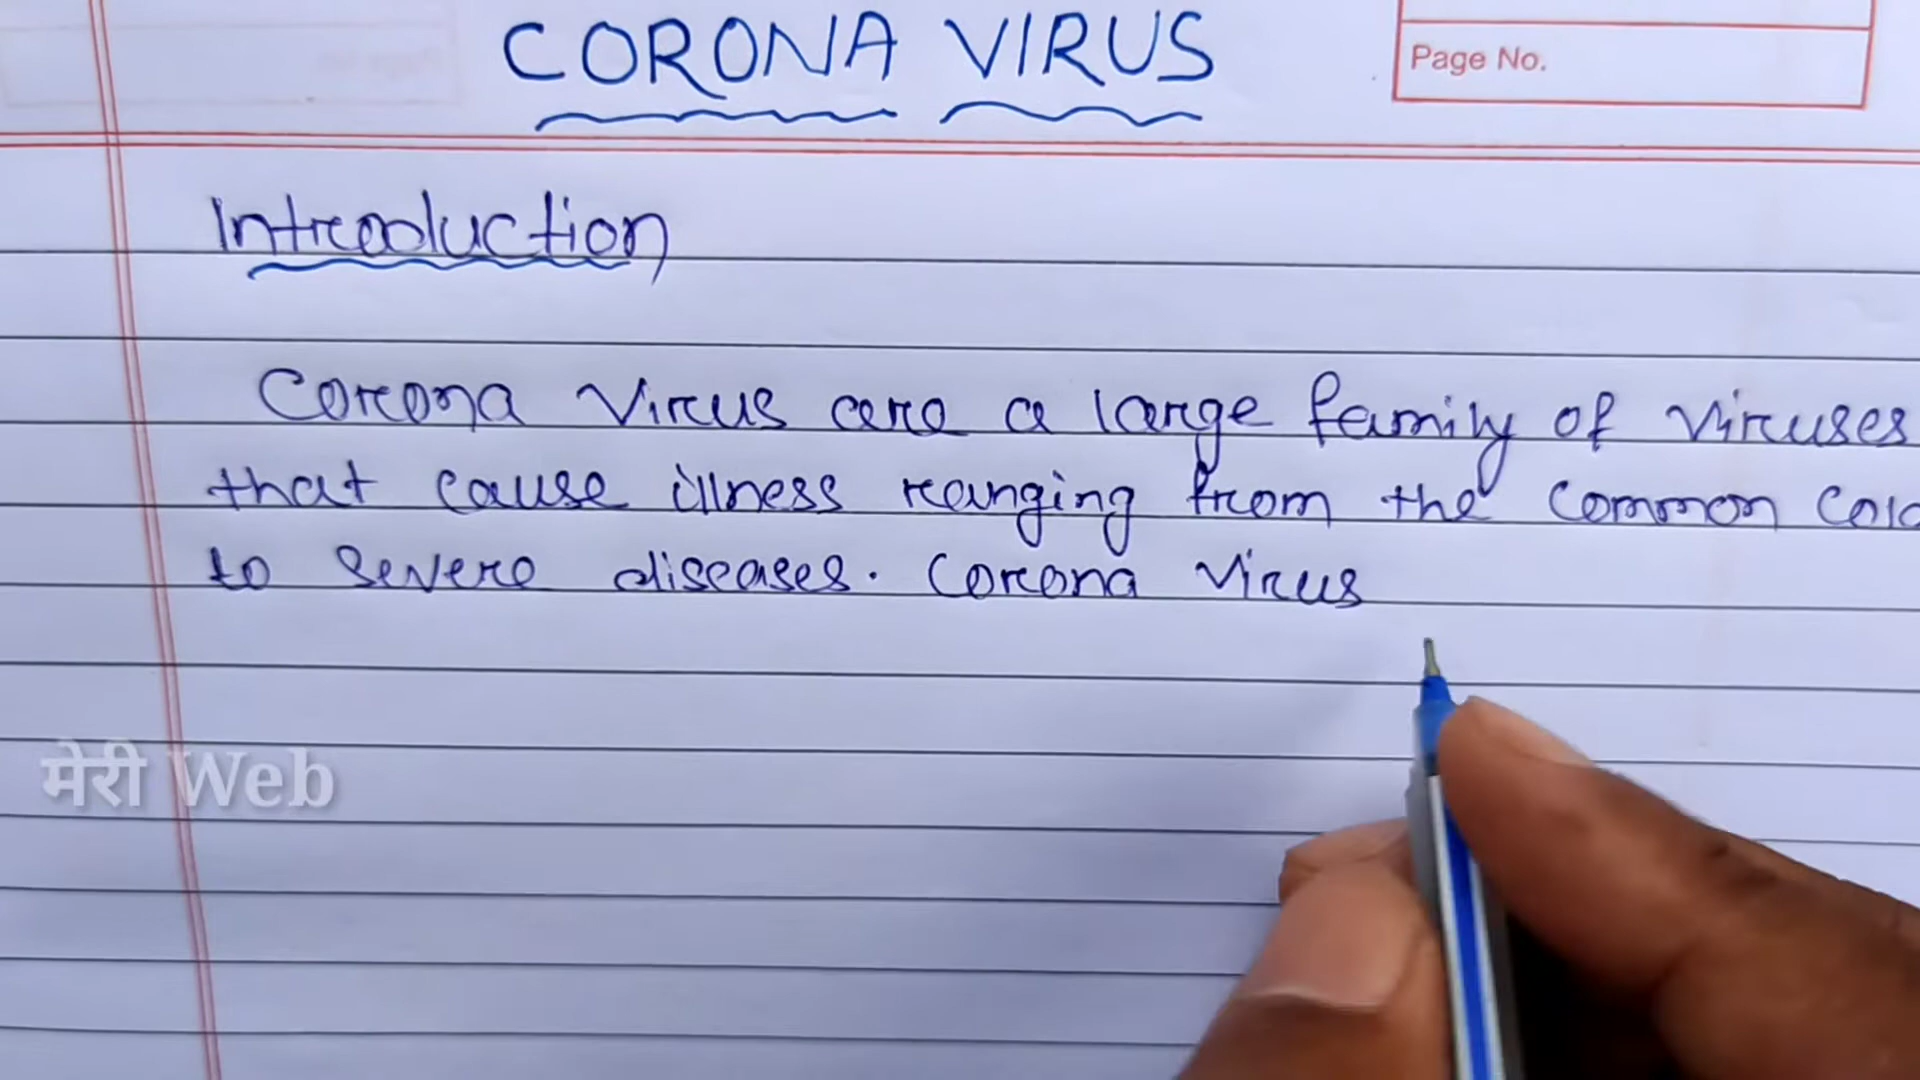 CORONA VIRUS
Page No.
Introduction
Corona Virus are a large family of Viruses
that cause illness ranging from the Common Col
to Severe diseases. Corona Virus
मेरी Web